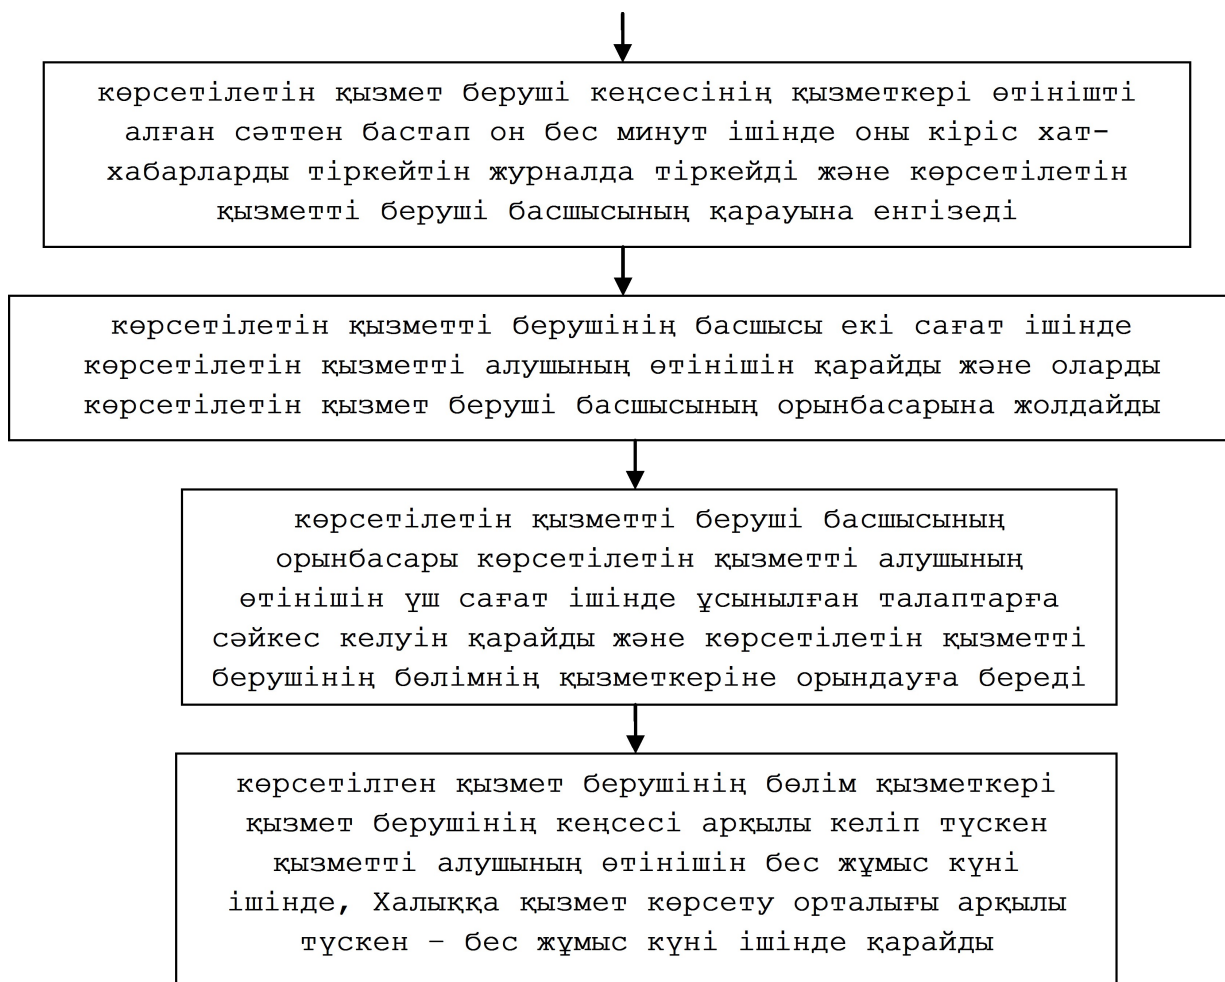 көрсетілетін қызмет беруші кеңсесінің қызметкері өтінішті
алған сәттен бастап он бес минут ішінде оны кіріс хат-
хабарларды тіркейтін журналда тіркейді және көрсетілетін
қызметті беруші басшысының қарауына енгізеді
көрсетілетін қызметті берушінің басшысы екі сағат ішінде
көрсетілетін қызметті алушының өтінішін қарайды және оларды
көрсетілетін қызмет беруші басшысының орынбасарына жолдайды
көрсетілетін қызметті беруші басшысының
орынбасары көрсетілетін қызметті алушының
өтінішін үш сағат ішінде ұсынылған талаптарға
сәйкес келуін қарайды және көрсетілетін қызметті
берушінің бөлімнің қызметкеріне орындауға береді
көрсетілген қызмет берушінің бөлім қызметкері
қызмет берушінің кеңсесі арқылы келіп түскен
қызметті алушының өтінішін бес жұмыс күні
ішінде, Халыққа қызмет көрсету орталығы арқылы
түскен – бес жұмыс күні ішінде қарайды